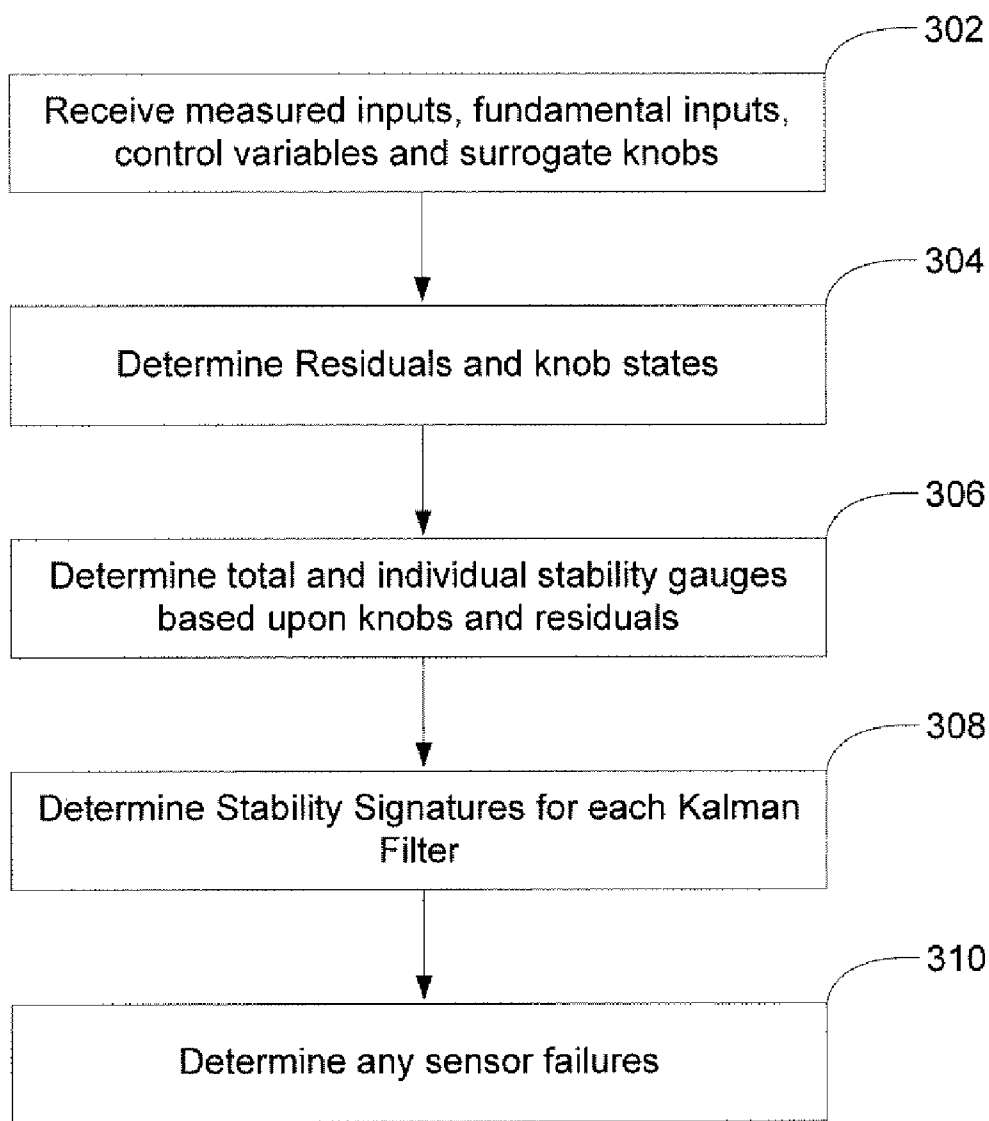 302
Receive measured inputs, fundamental inputs,
control variables and surrogate knobs
304
Determine Residuals and knob states
306
Determine total and individual stability gauges
based upon knobs and residuals
308
Determine Stability Signatures for each Kalman
Filter
310
Determine any sensor failures